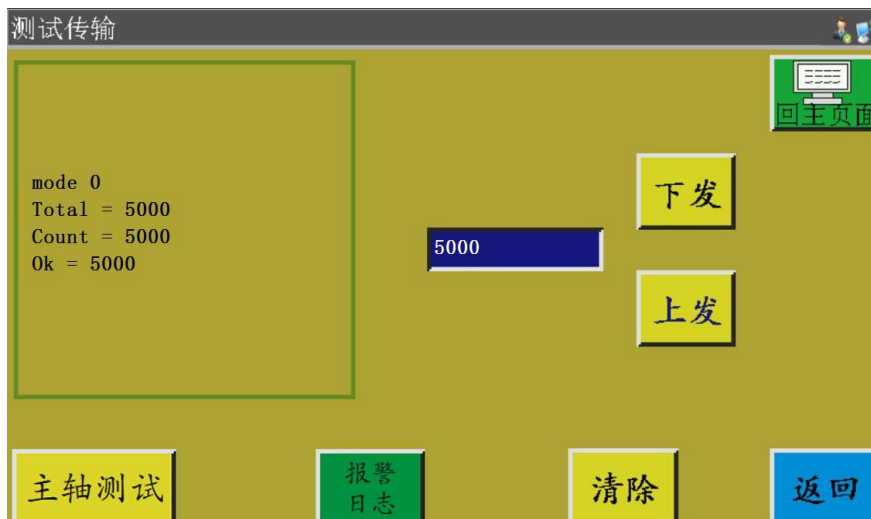 测试传输
回主页面
mode 0
Total = 5000
Count = 5000
Ok = 5000
5000
下发
上发
主轴测试
报警
日志
清除
返回